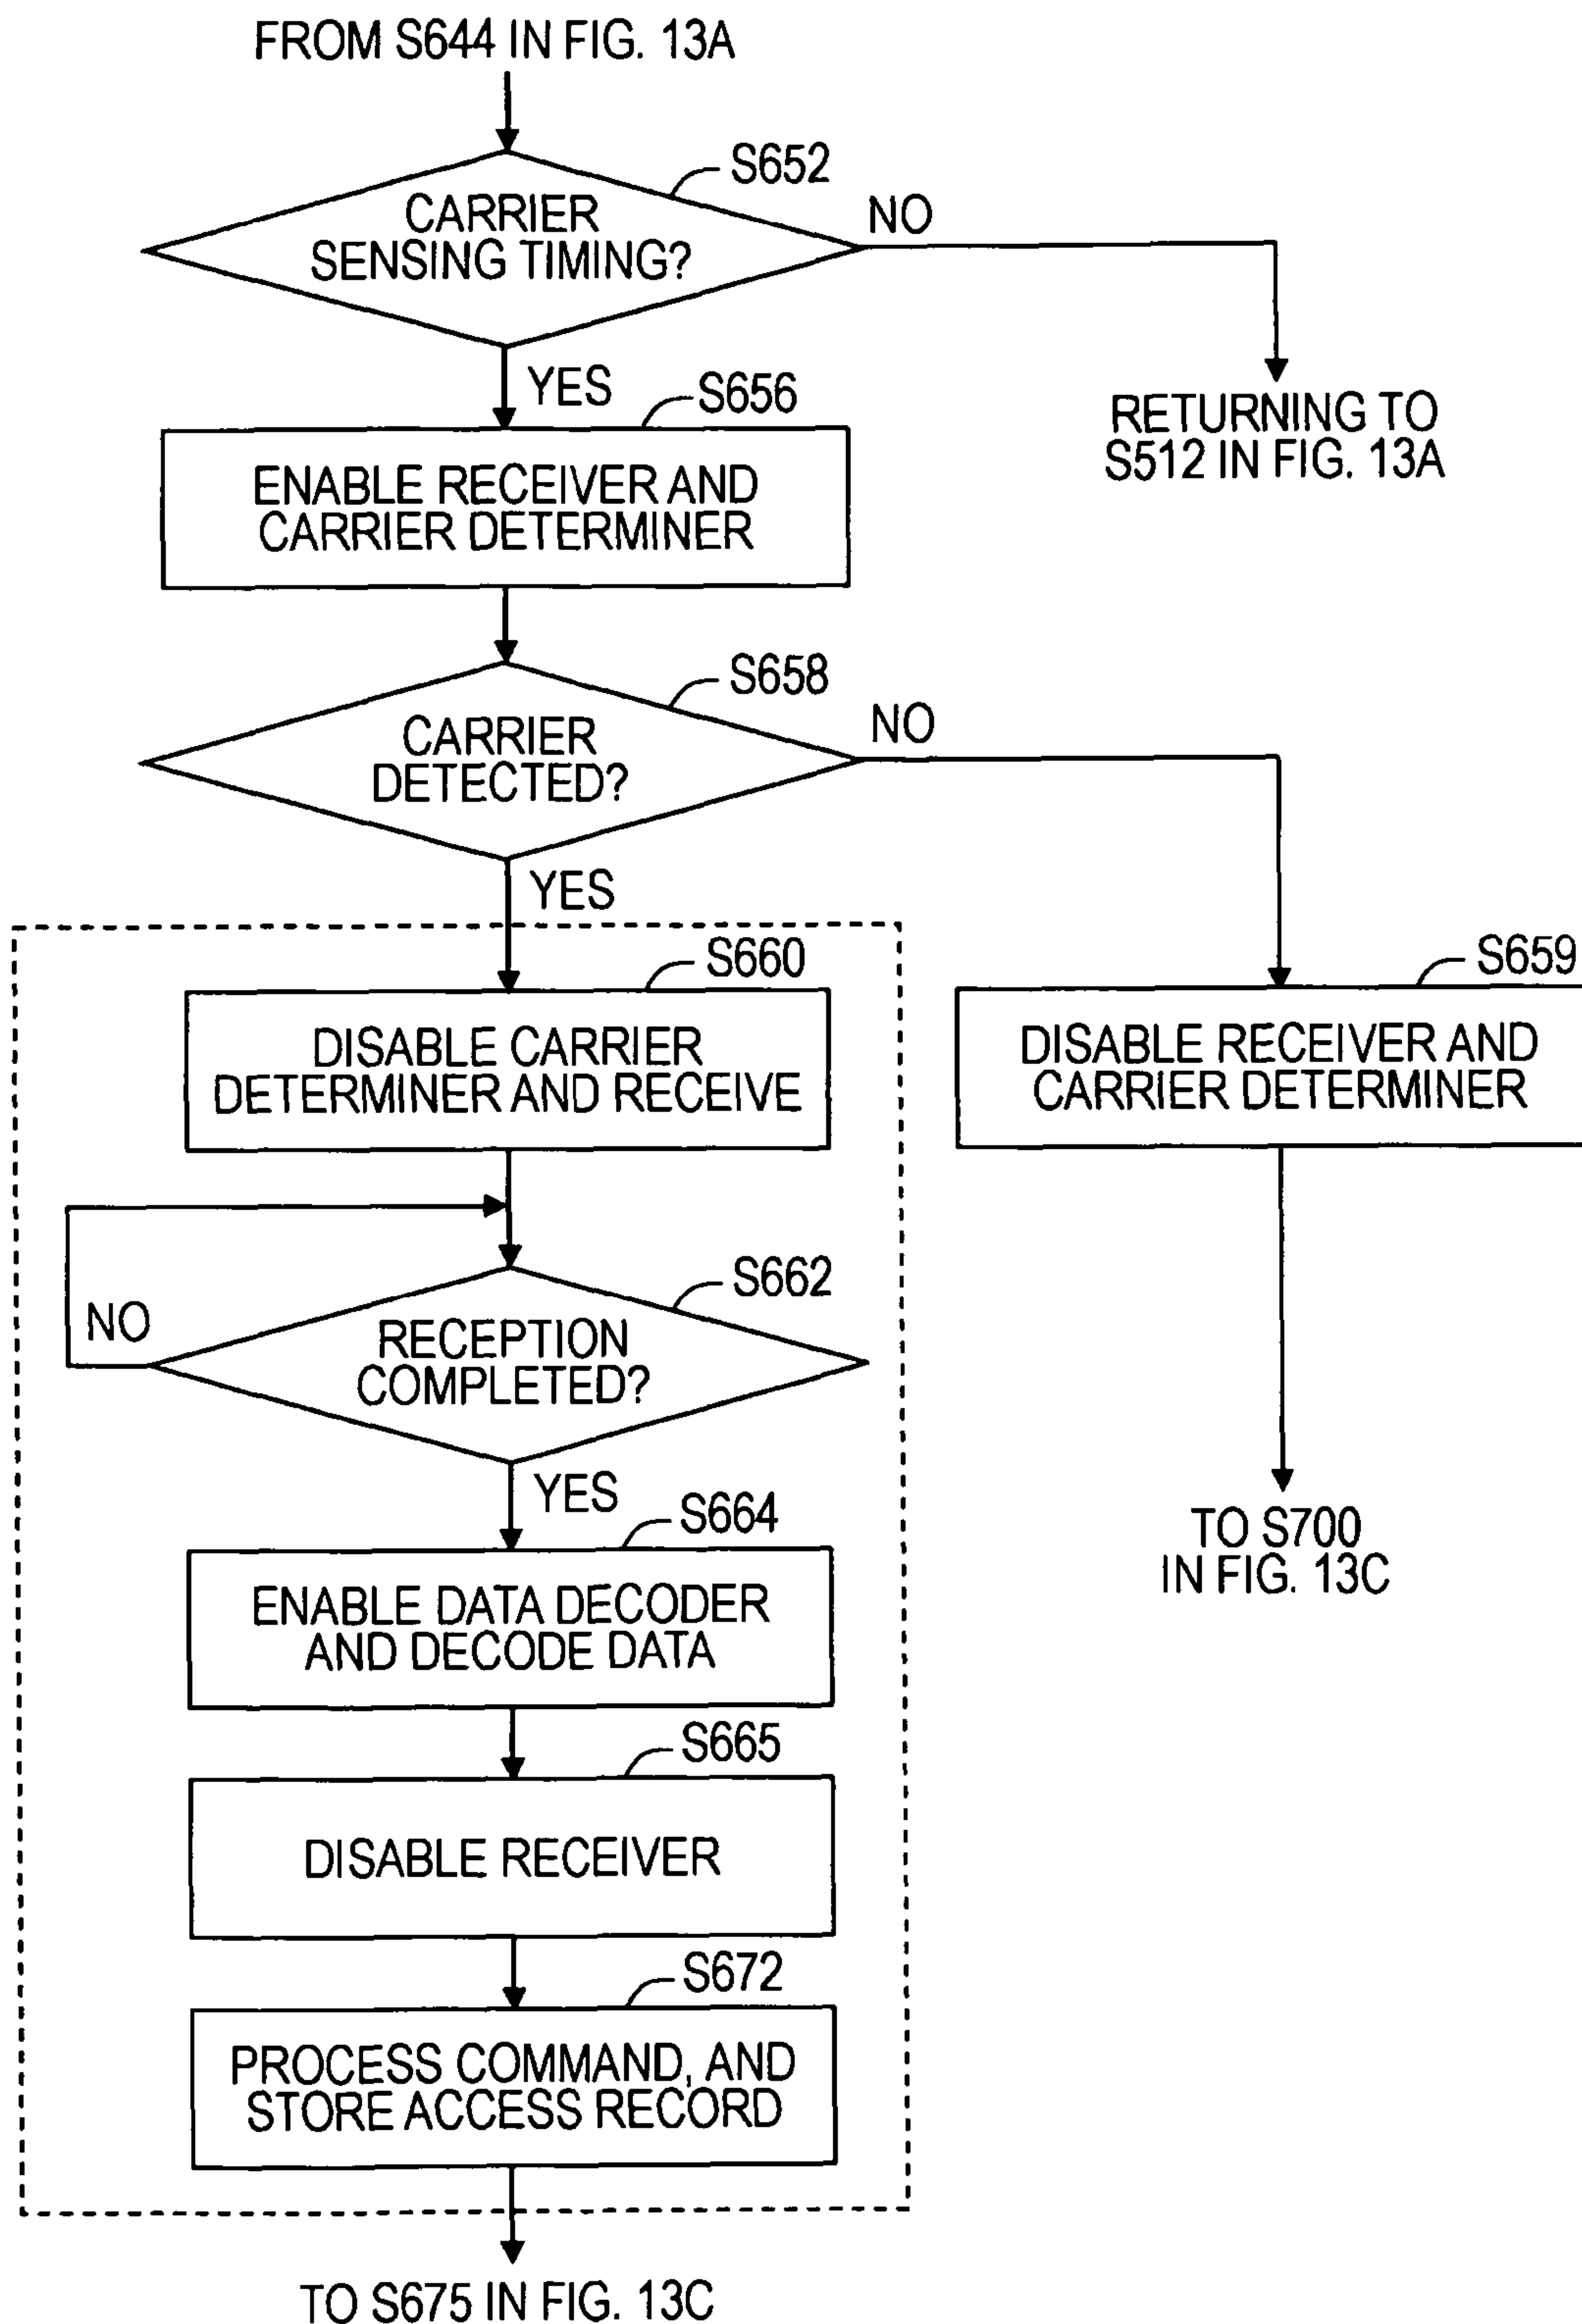 FROM S644 IN FIG. 13A
S652
CARRIER
SENSING TIMING?
NO
YES
RETURNING TO
S512 IN FIG. 13A
S656
ENABLE RECEIVER AND
CARRIER DETERMINER
S658
CARRIER
DETECTED?
NO
YES
S660
DISABLE CARRIER
DETERMINER AND RECEIVE
S659
DISABLE RECEIVER AND
CARRIER DETERMINER
S662
NO
RECEPTION
COMPLETED?
YES
TO S700
IN FIG. 13C
S664
ENABLE DATA DECODER
AND DECODE DATA
S665
DISABLE RECEIVER
S672
PROCESS COMMAND, AND
STORE ACCESS RECORD
TO S675 IN FIG. 13C